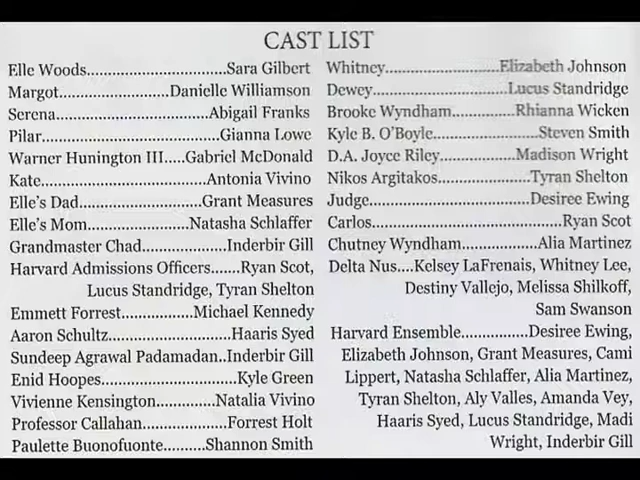 CAST LIST
Elle Woods................................Sara Gilbert
Margot.........................Danielle Williamson
Serena...................................Abigail Franks
Pilar........................................Gianna Lowe
Warner Hunington III.....Gabriel McDonald
Kate......................................Antonia Vivino
Elle's Dad............................Grant Measures
Elle's Mom......................Natasha Schlaffer
Grandmaster Chad...................Inderbir Gill
Harvard Admissions Officers.......Ryan Scot,
Lucus Standridge, Tyran Shelton
Emmett Forrest.................Michael Kennedy
Aaron Schultz............................Haaris Syed
Sundeep Agrawal Padamadan..Inderbir Gill
Enid Hoopes...............................Kyle Green
Vivienne Kensington.............Natalia Vivino
Professor Callahan...................Forrest Holt
Paulette Buonofuonte..........Shannon Smith
Whitney..........................Elizabeth Johnson
Dewey...............................Lucus Standridge
Brooke Wyndham..............Rhianna Wicken
Kyle B. O'Boyle........................Steven Smith
D.A. Joyce Riley.................Madison Wright
Nikos Argitakos.....................Tyran Shelton
Judge.....................................Desiree Ewing
Carlos............................................Ryan Scot
Chutney Wyndham.................Alia Martinez
Delta Nus....Kelsey LaFrenais, Whitney Lee,
Destiny Vallejo, Melissa Shilkoff,
Sam Swanson
Harvard Ensemble...............Desiree Ewing,
Elizabeth Johnson, Grant Measures, Cami
Lippert, Natasha Schlaffer, Alia Martinez,
Tyran Shelton, Aly Valles, Amanda Vey,
Haaris Syed, Lucus Standridge, Madi
Wright, Inderbir Gill